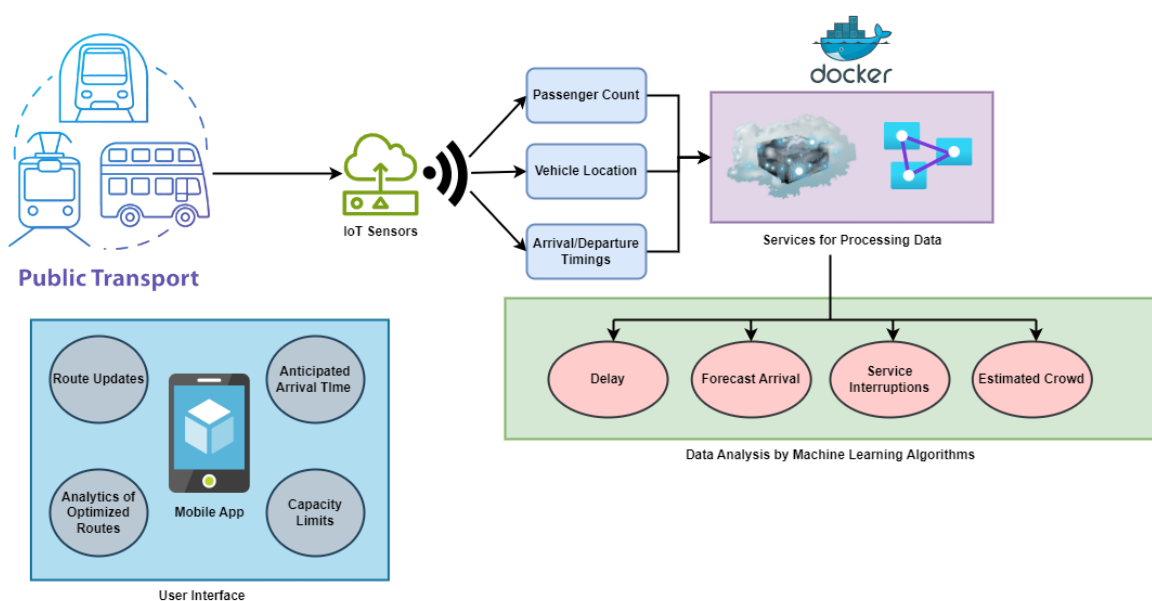 docker
Passenger Count
Vehicle Location
IoT Sensors
Arrival/Departure
Timings
Services for Processing Data
Public Transport
Route Updates
Anticipated
Arrival TIme
Delay
Forecast Arrival
Service
Interruptions
Estimated Crowd
Data Analysis by Machine Learning Algorithms
Analytics of
Optimized
Routes
Mobile App
Capacity
Limits
User Interface